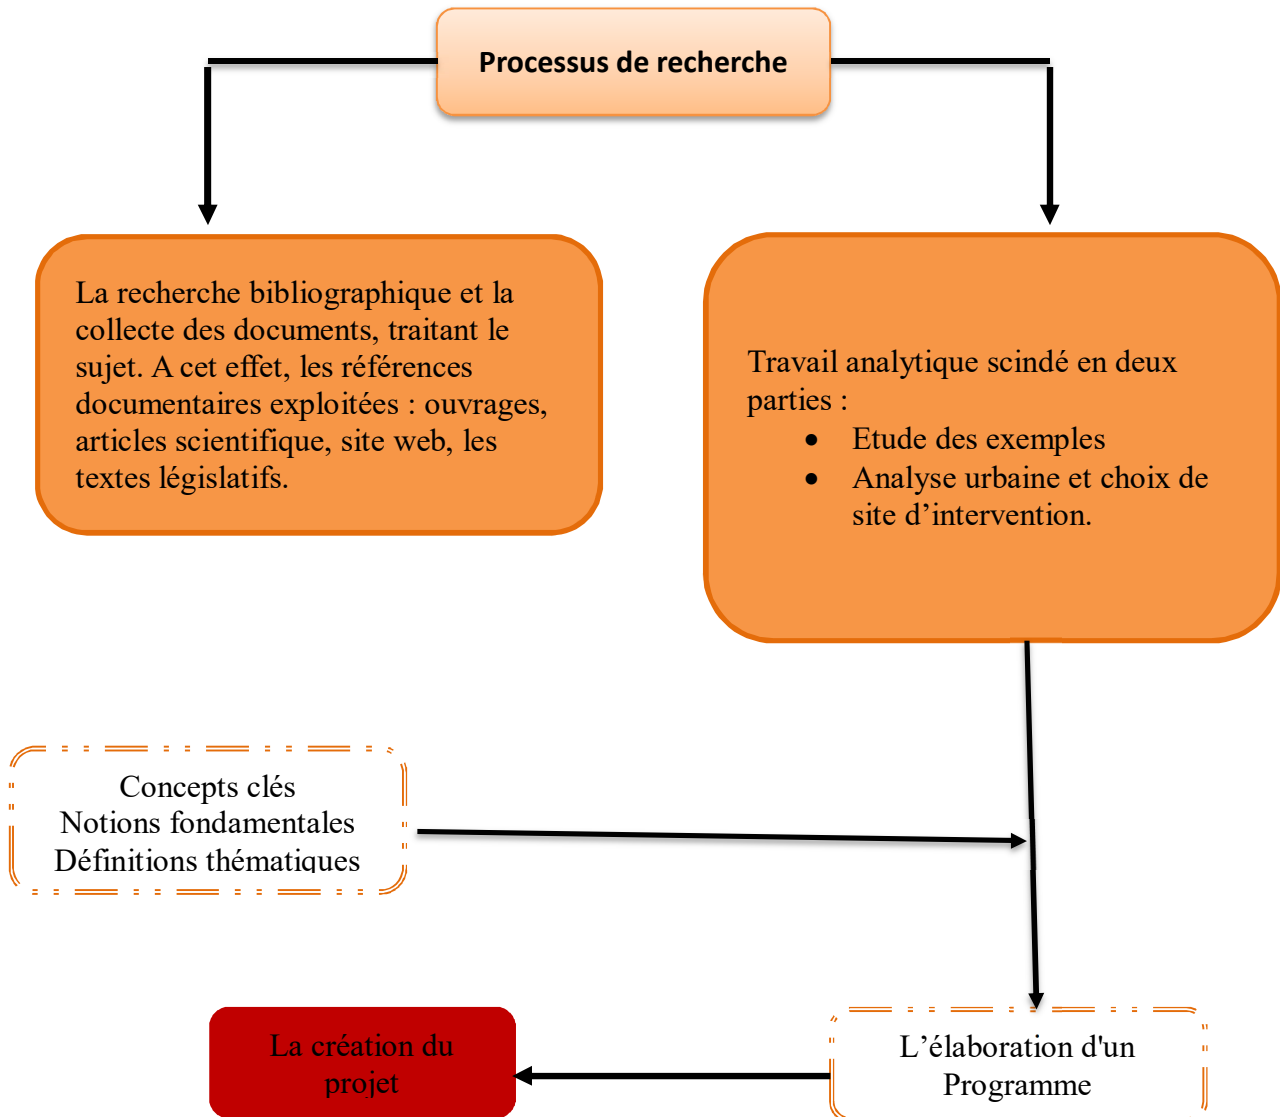 Processus de recherche
La recherche bibliographique et la
collecte des documents, traitant le
sujet. A cet effet, les références
documentaires exploitées : ouvrages,
articles scientifique, site web, les
textes législatifs.
Travail analytique scindé en deux
parties :
• Etude des exemples
• Analyse urbaine et choix de
site d’intervention.
Concepts clés
Notions fondamentales
Définitions thématiques
La création du
projet
L’élaboration d'un
Programme